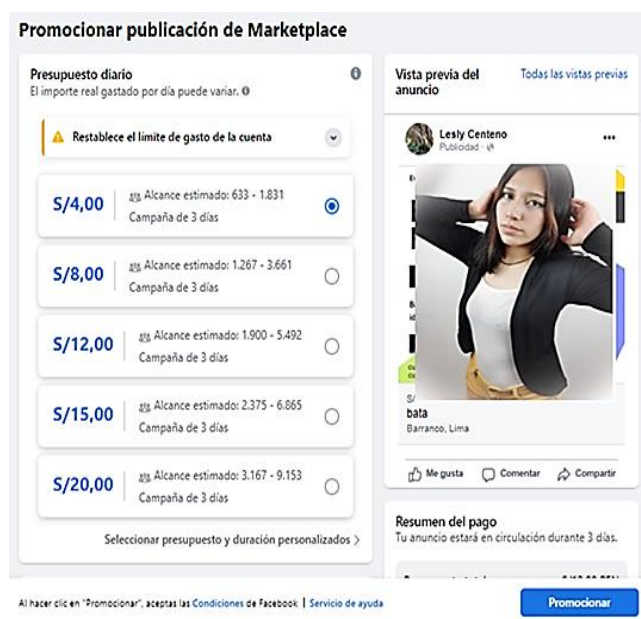 Promocionar publicación de Marketplace
Presupuesto diario
El importe real gastado por día puede variar.
Restablece el límite de gasto de la cuenta
S/4,00
Alcance estimado: 633 - 1.831
Campaña de 3 días
S/8,00
Alcance estimado: 1.267 - 3.661
Campaña de 3 días
S/12,00
Alcance estimado: 1.900 - 5.492
Campaña de 3 días
S/15,00
Alcance estimado: 2.375 - 6.865
Campaña de 3 días
S/20,00
Alcance estimado: 3.167 - 9.153
Campaña de 3 días
Seleccionar presupuesto y duración personalizados >
Vista previa del
anuncio
Todas las vistas previas
Lesly Centeno
Publicidad ·
S/
bata
Barranco, Lima
Me gusta
Comentar
Compartir
Resumen del pago
Tu anuncio estará en circulación durante 3 días.
Al hacer clic en "Promocionar", aceptas las Condiciones de Facebook | Servicio de ayuda
Promocionar